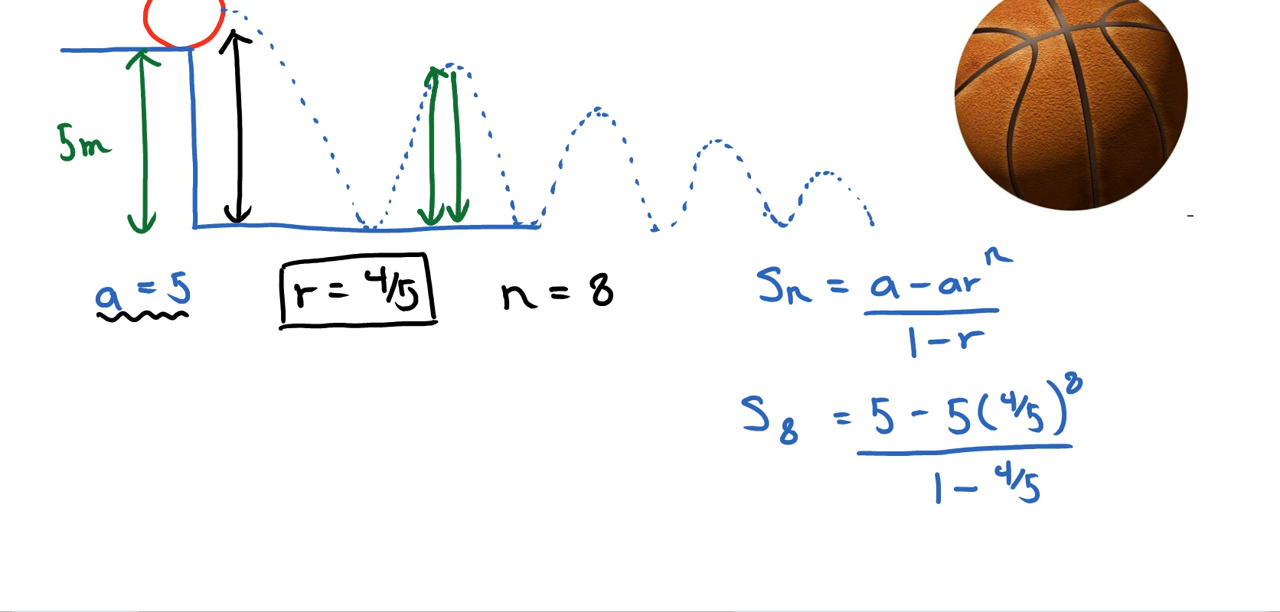 5m
a = 5
r = 4/5
n = 8
Sn = a - ar^n / 1 - r
S8 = 5 - 5(4/5)^8 / 1 - 4/5